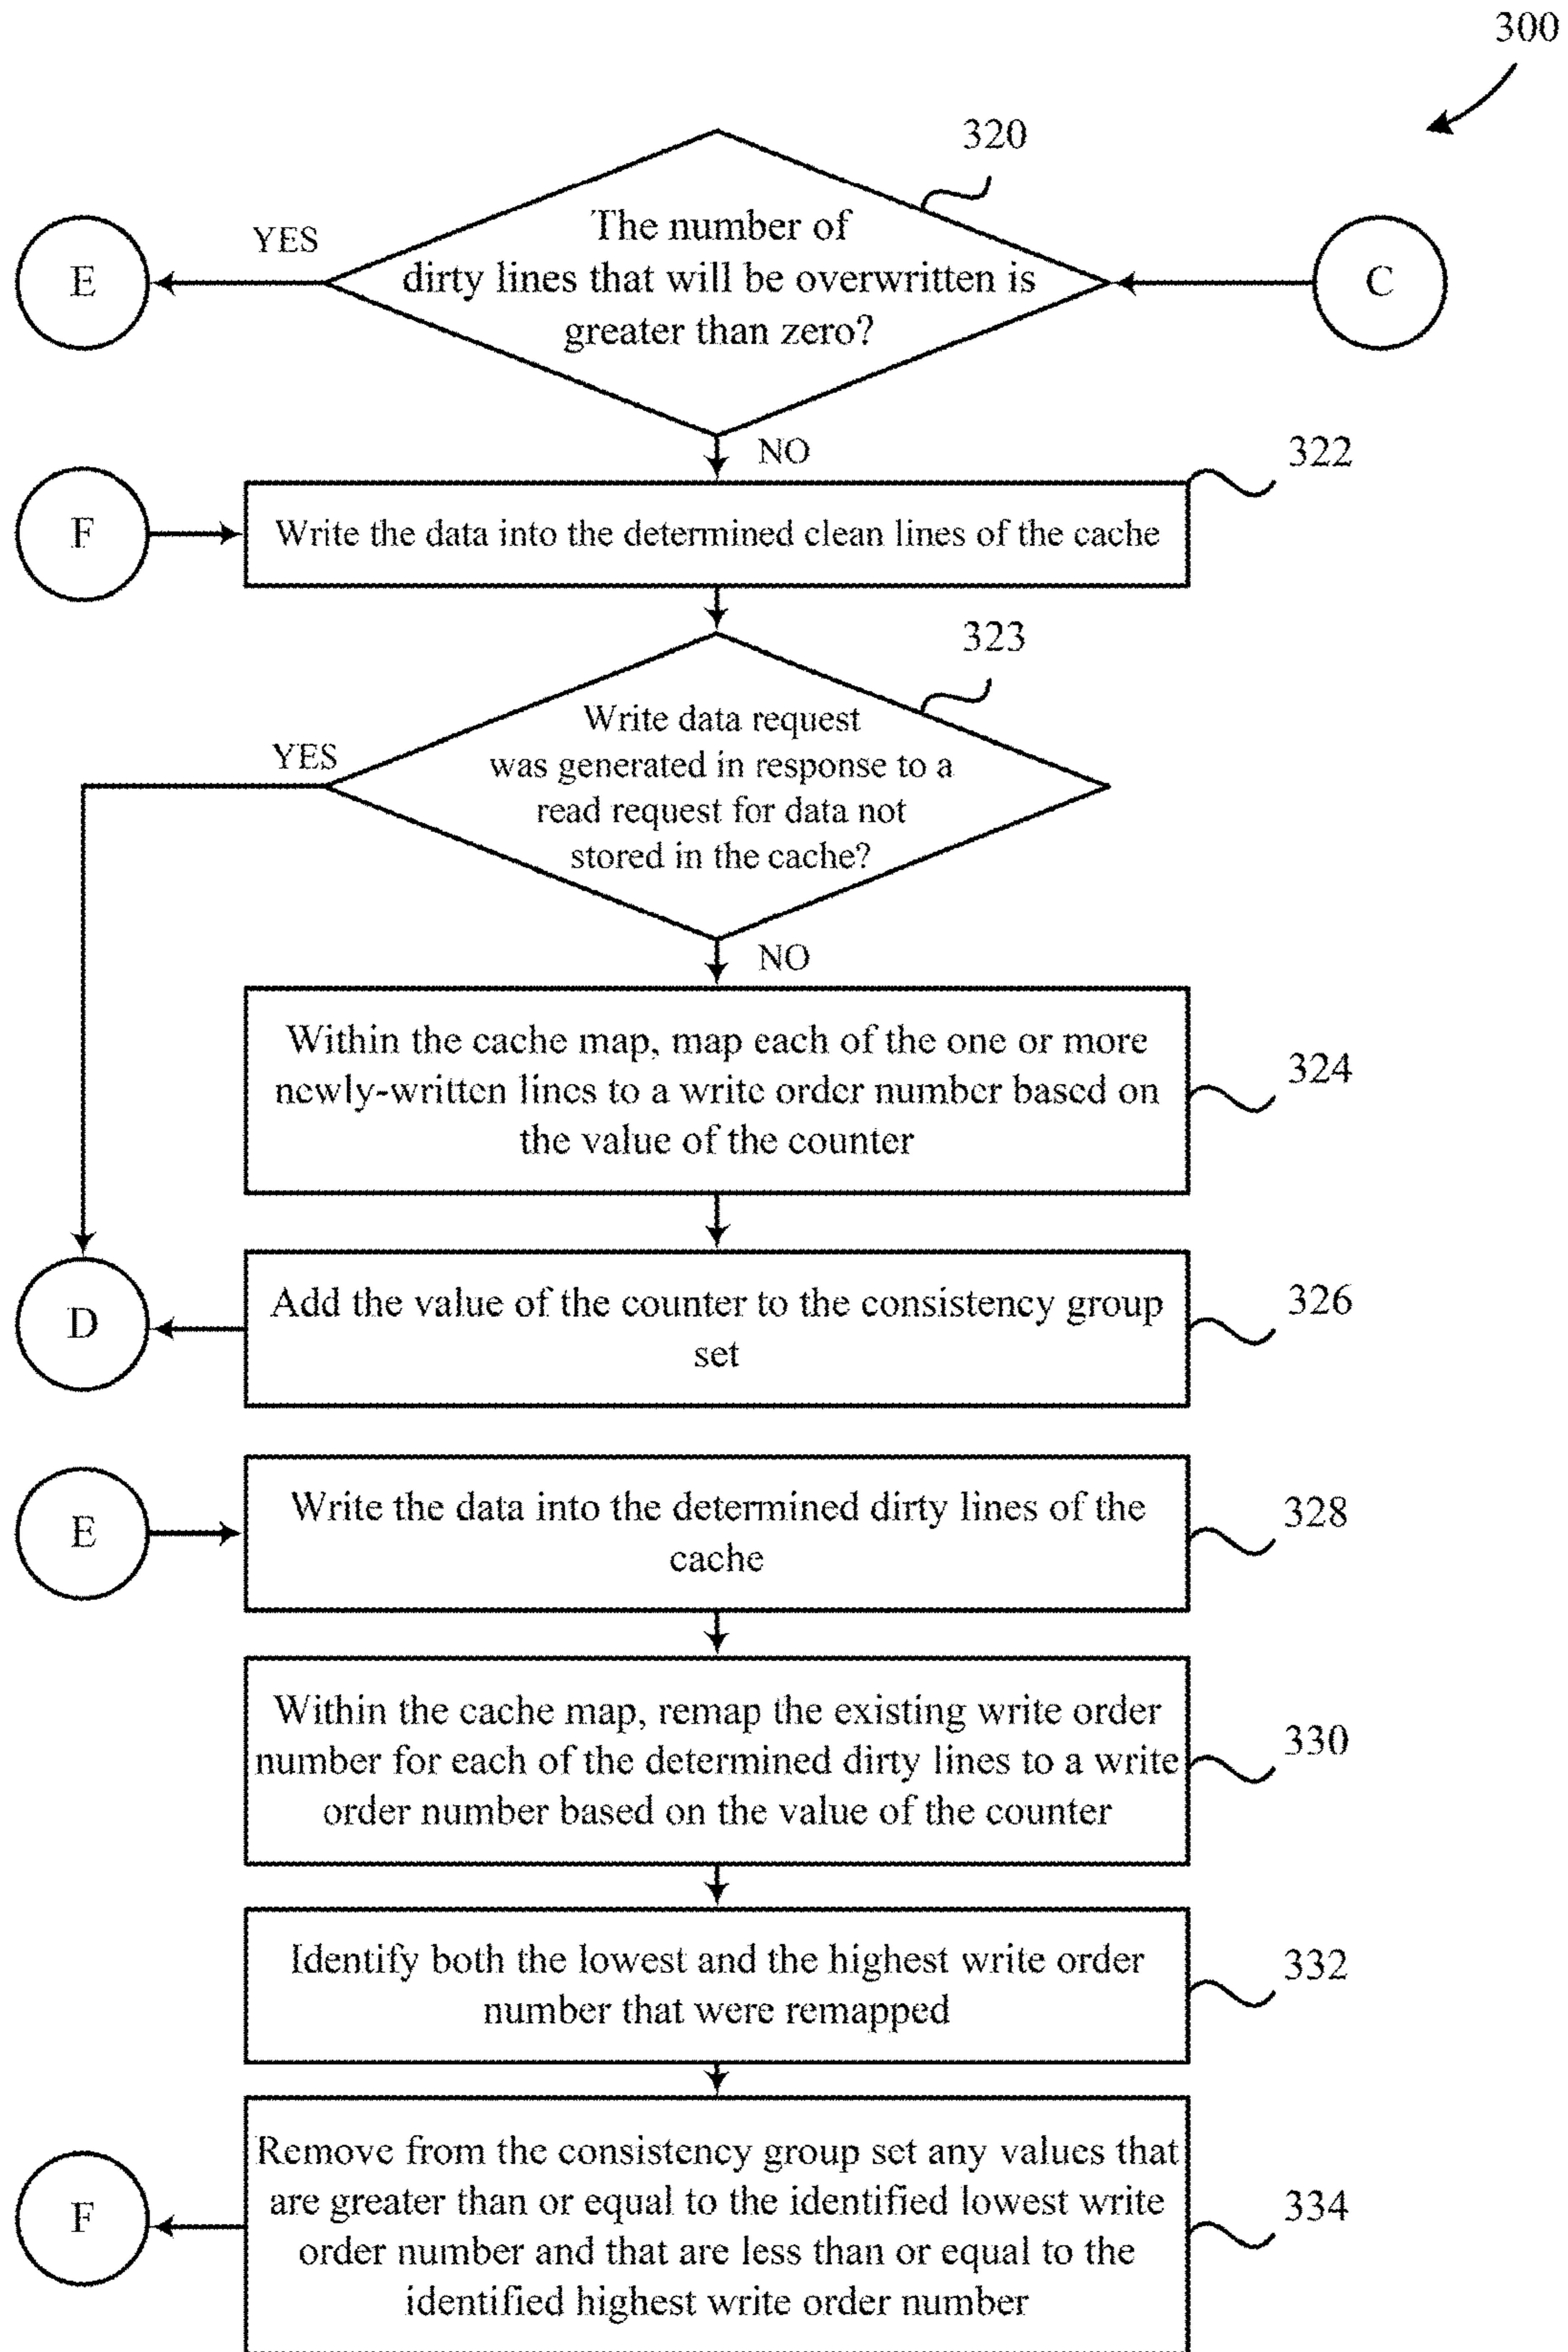 300
320
The number of
dirty lines that will be overwritten is
greater than zero?
YES
E
C
NO
322
F
Write the data into the determined clean lines of the cache
323
Write data request
was generated in response to a
read request for data not
stored in the cache?
YES
NO
Within the cache map, map each of the one or more
newly-written lines to a write order number based on
the value of the counter
324
D
Add the value of the counter to the consistency group
set
326
E
Write the data into the determined dirty lines of the
cache
328
Within the cache map, remap the existing write order
number for each of the determined dirty lines to a write
order number based on the value of the counter
330
Identify both the lowest and the highest write order
number that were remapped
332
F
Remove from the consistency group set any values that
are greater than or equal to the identified lowest write
order number and that are less than or equal to the
identified highest write order number
334